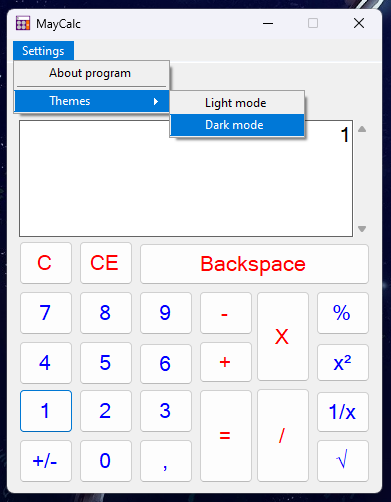 MayCalc
Settings
About program
Themes
Light mode
Dark mode
1
C CE Backspace
7 8 9 - X %
4 5 6 + x²
1 2 3 = / 1/x
+/- 0 , √